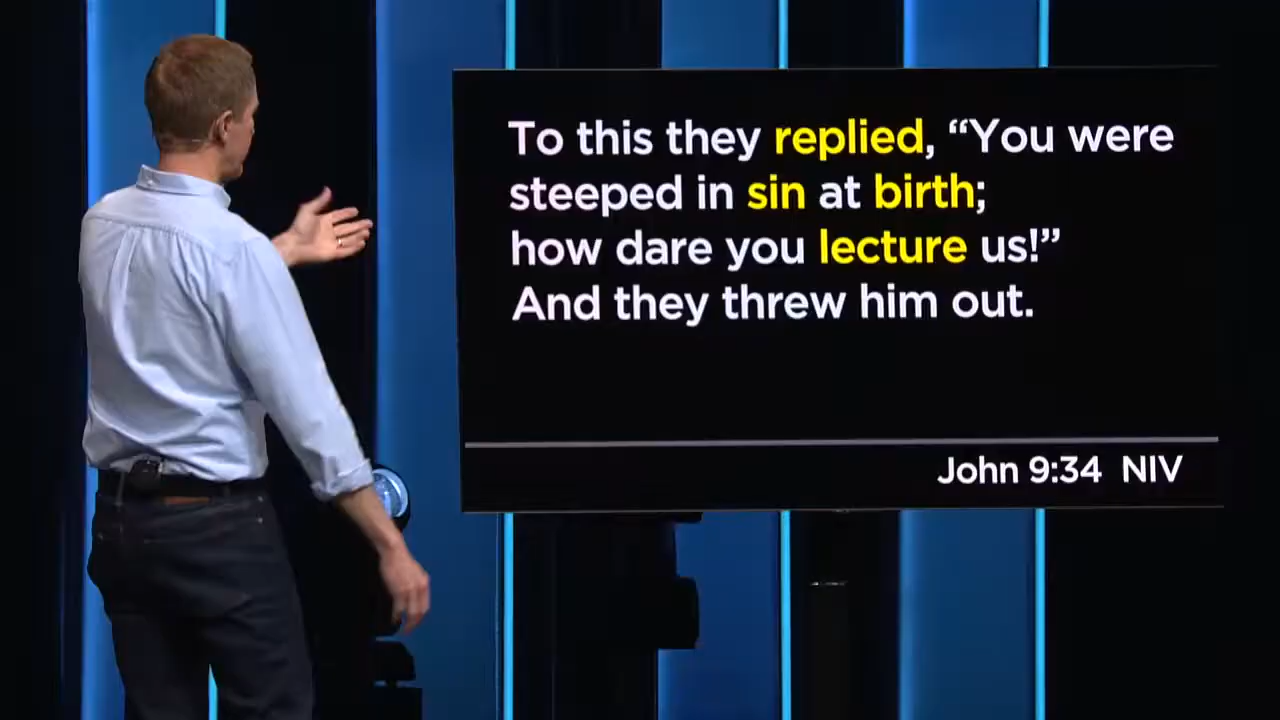 To this they replied, “You were
steeped in sin at birth;
how dare you lecture us!”
And they threw him out.
John 9:34 NIV